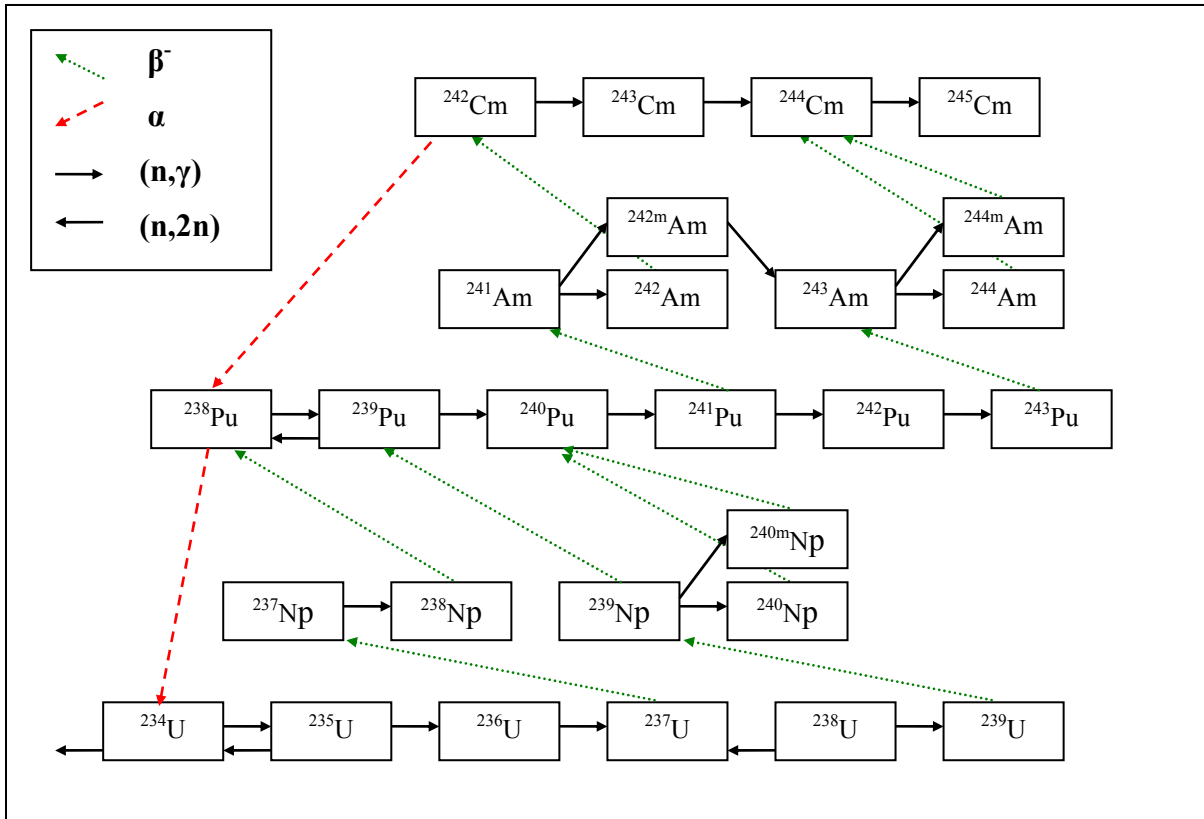 β⁻
α
(n,γ)
(n,2n)
²⁴²Cm ²⁴³Cm ²⁴⁴Cm ²⁴⁵Cm
²⁴²ᵐAm ²⁴⁴ᵐAm
²⁴¹Am ²⁴²Am ²⁴³Am ²⁴⁴Am
²³⁸Pu ²³⁹Pu ²⁴⁰Pu ²⁴¹Pu ²⁴²Pu ²⁴³Pu
²⁴⁰ᵐNp
²³⁷Np ²³⁸Np ²³⁹Np ²⁴⁰Np
²³⁴U ²³⁵U ²³⁶U ²³⁷U ²³⁸U ²³⁹U